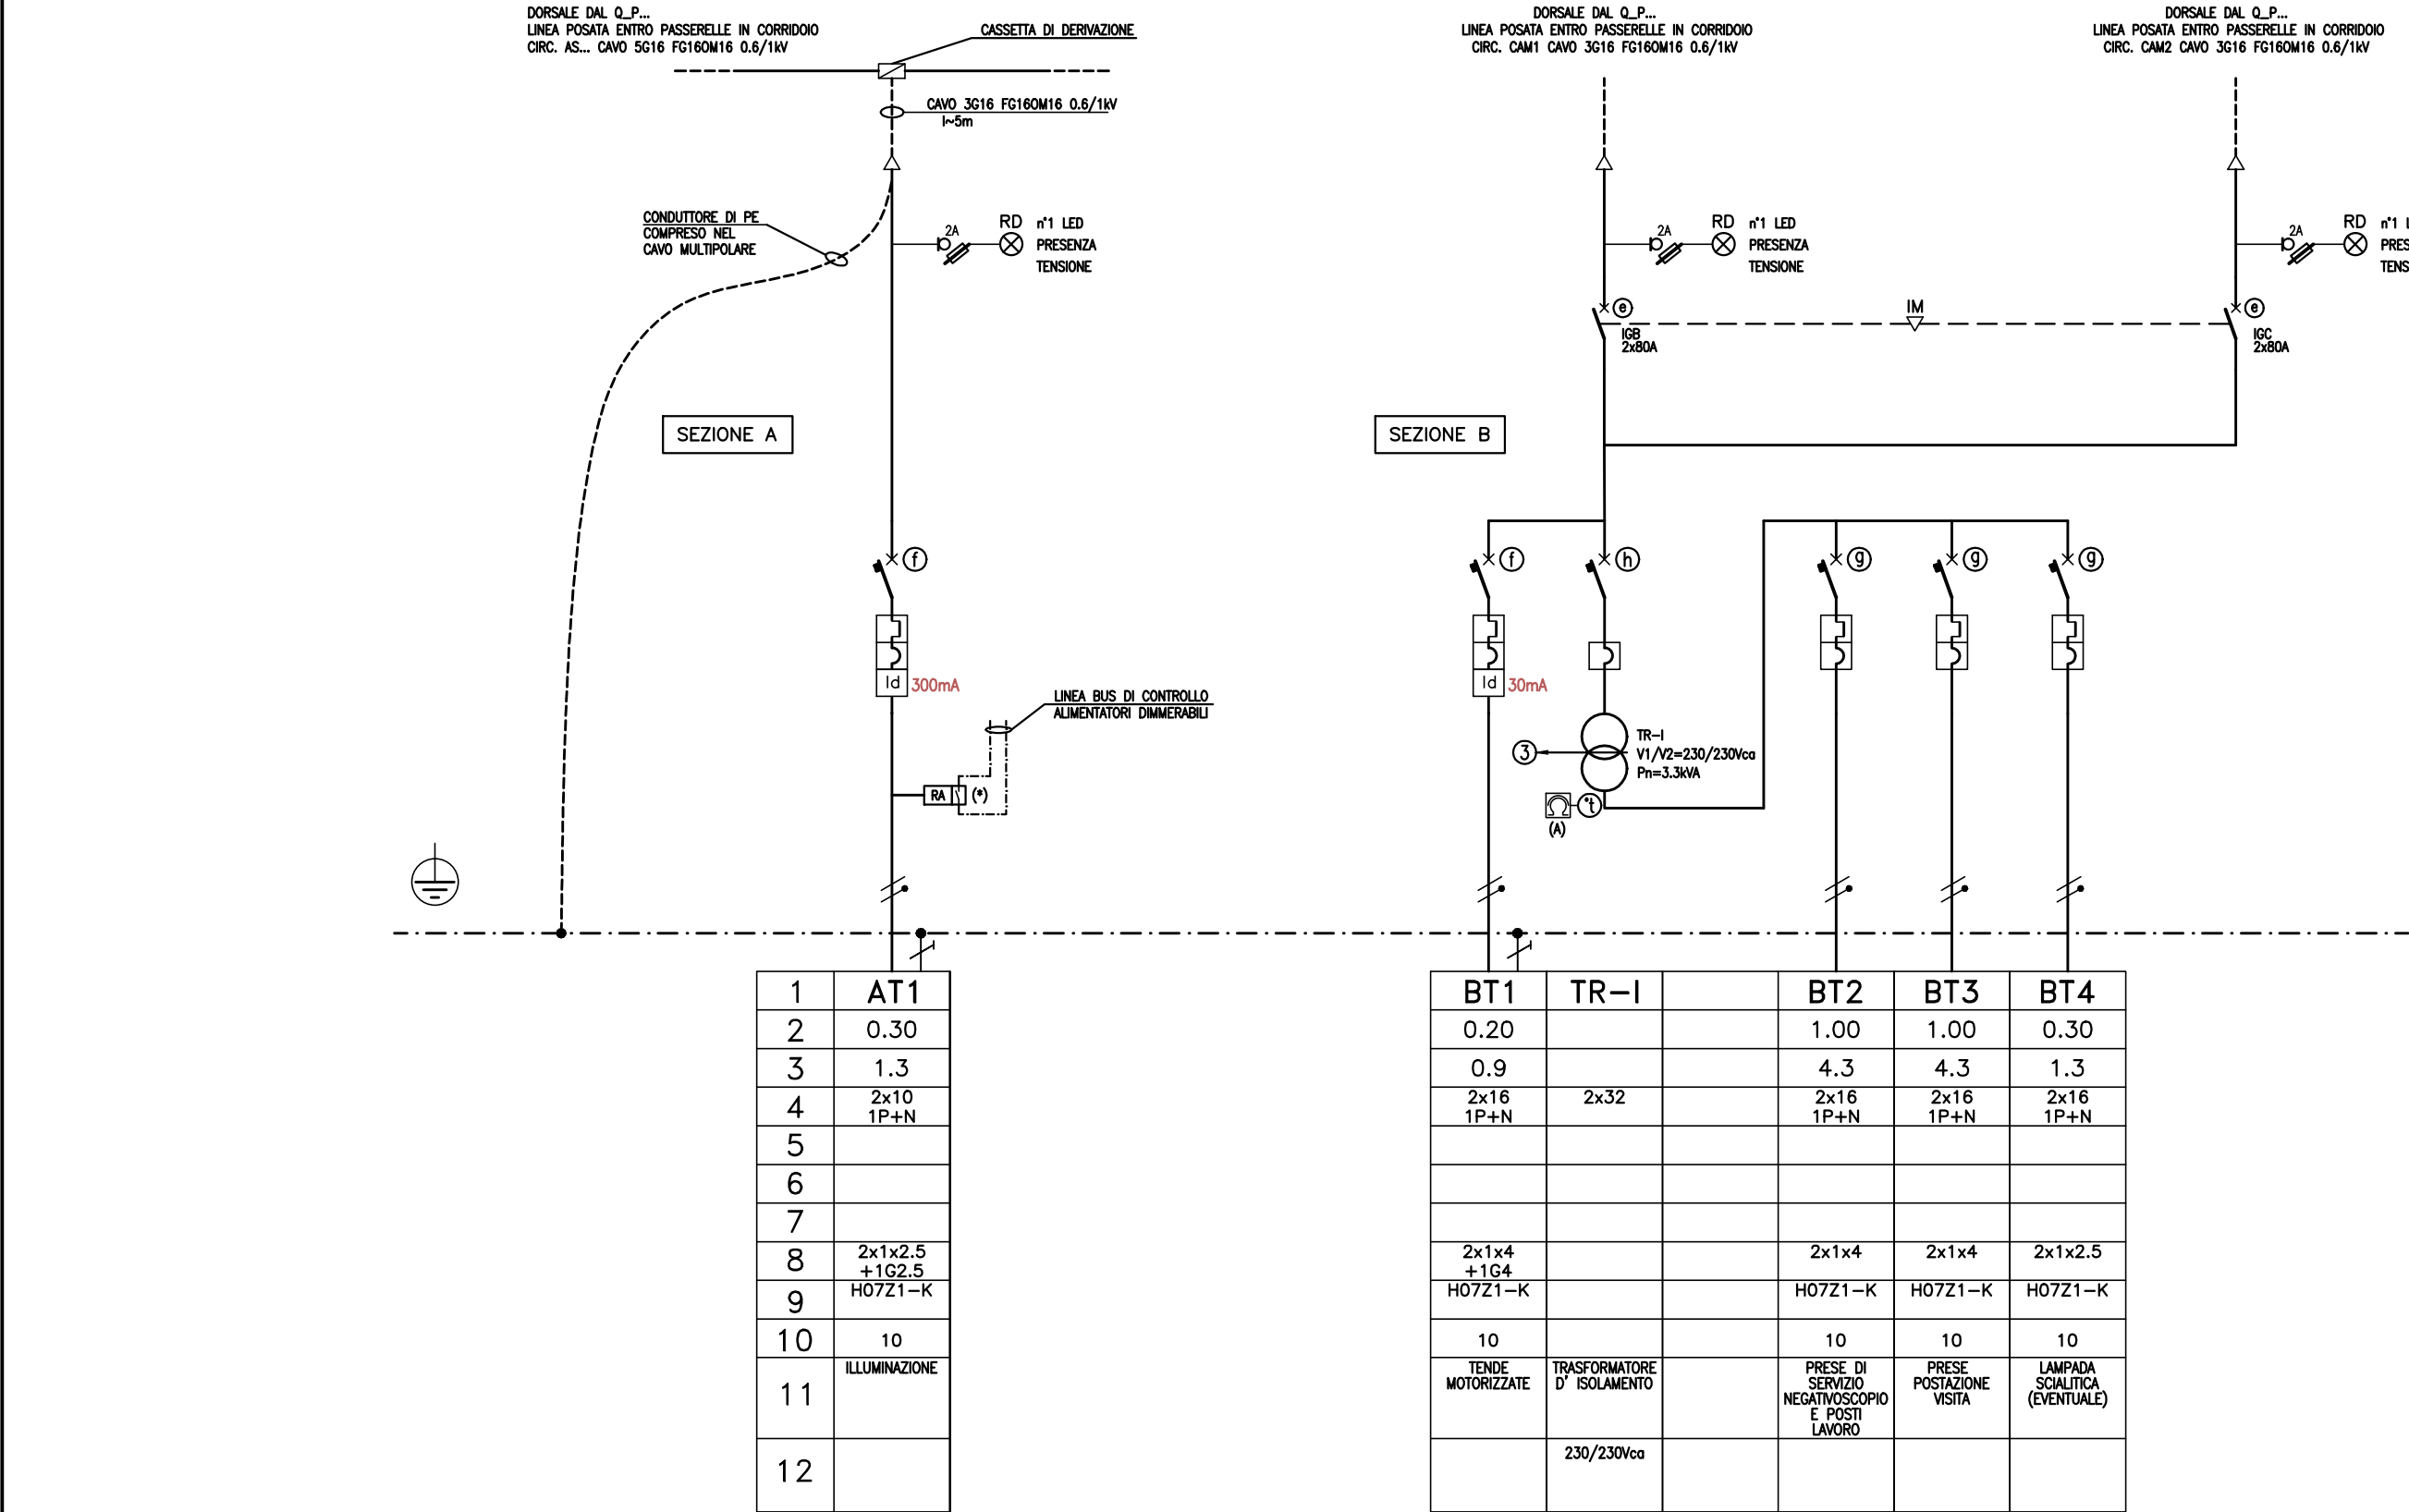 DORSALE DAL Q_P...
LINEA POSATA ENTRO PASSERELLE IN CORRIDOIO
CIRC. AS... CAVO 5G16 FG16OM16 0.6/1kV
CASSETTA DI DERIVAZIONE
CAVO 3G16 FG16OM16 0.6/1kV
l~5m
CONDUTTORE DI PE
COMPRESO NEL
CAVO MULTIPOLARE
2A
RD
n°1 LED
PRESENZA
TENSIONE
SEZIONE A
f
Id
300mA
LINEA BUS DI CONTROLLO
ALIMENTATORI DIMMERABILI
RA
(*)
DORSALE DAL Q_P...
LINEA POSATA ENTRO PASSERELLE IN CORRIDOIO
CIRC. CAM1 CAVO 3G16 FG16OM16 0.6/1kV
2A
RD
n°1 LED
PRESENZA
TENSIONE
e
IGB
2x80A
IM
DORSALE DAL Q_P...
LINEA POSATA ENTRO PASSERELLE IN CORRIDOIO
CIRC. CAM2 CAVO 3G16 FG16OM16 0.6/1kV
2A
RD
n°1
e
IGC
2x80A
SEZIONE B
f
h
g
g
g
Id
30mA
3
TR-I
V1/V2=230/230Vca
Pn=3.3kVA
Ω
°t
(A)
1 AT1 BT1 TR-I BT2 BT3 BT4
2 0.30 0.20 1.00 1.00 0.30
3 1.3 0.9 4.3 4.3 1.3
4 2x10 2x16 2x32 2x16 2x16 2x16
1P+N 1P+N 1P+N 1P+N 1P+N
5
6
7
8 2x1x2.5 2x1x4 2x1x4 2x1x4 2x1x2.5
+1G2.5 +1G4
9 H07Z1-K H07Z1-K H07Z1-K H07Z1-K H07Z1-K
10 10 10 10 10 10
11
ILLUMINAZIONE
TENDE
MOTORIZZATE
TRASFORMATORE
D' ISOLAMENTO
PRESE DI
SERVIZIO
NEGATIVOSCOPIO
E POSTI
LAVORO
PRESE
POSTAZIONE
VISITA
LAMPADA
SCIALITICA
(EVENTUALE)
12 230/230Vca